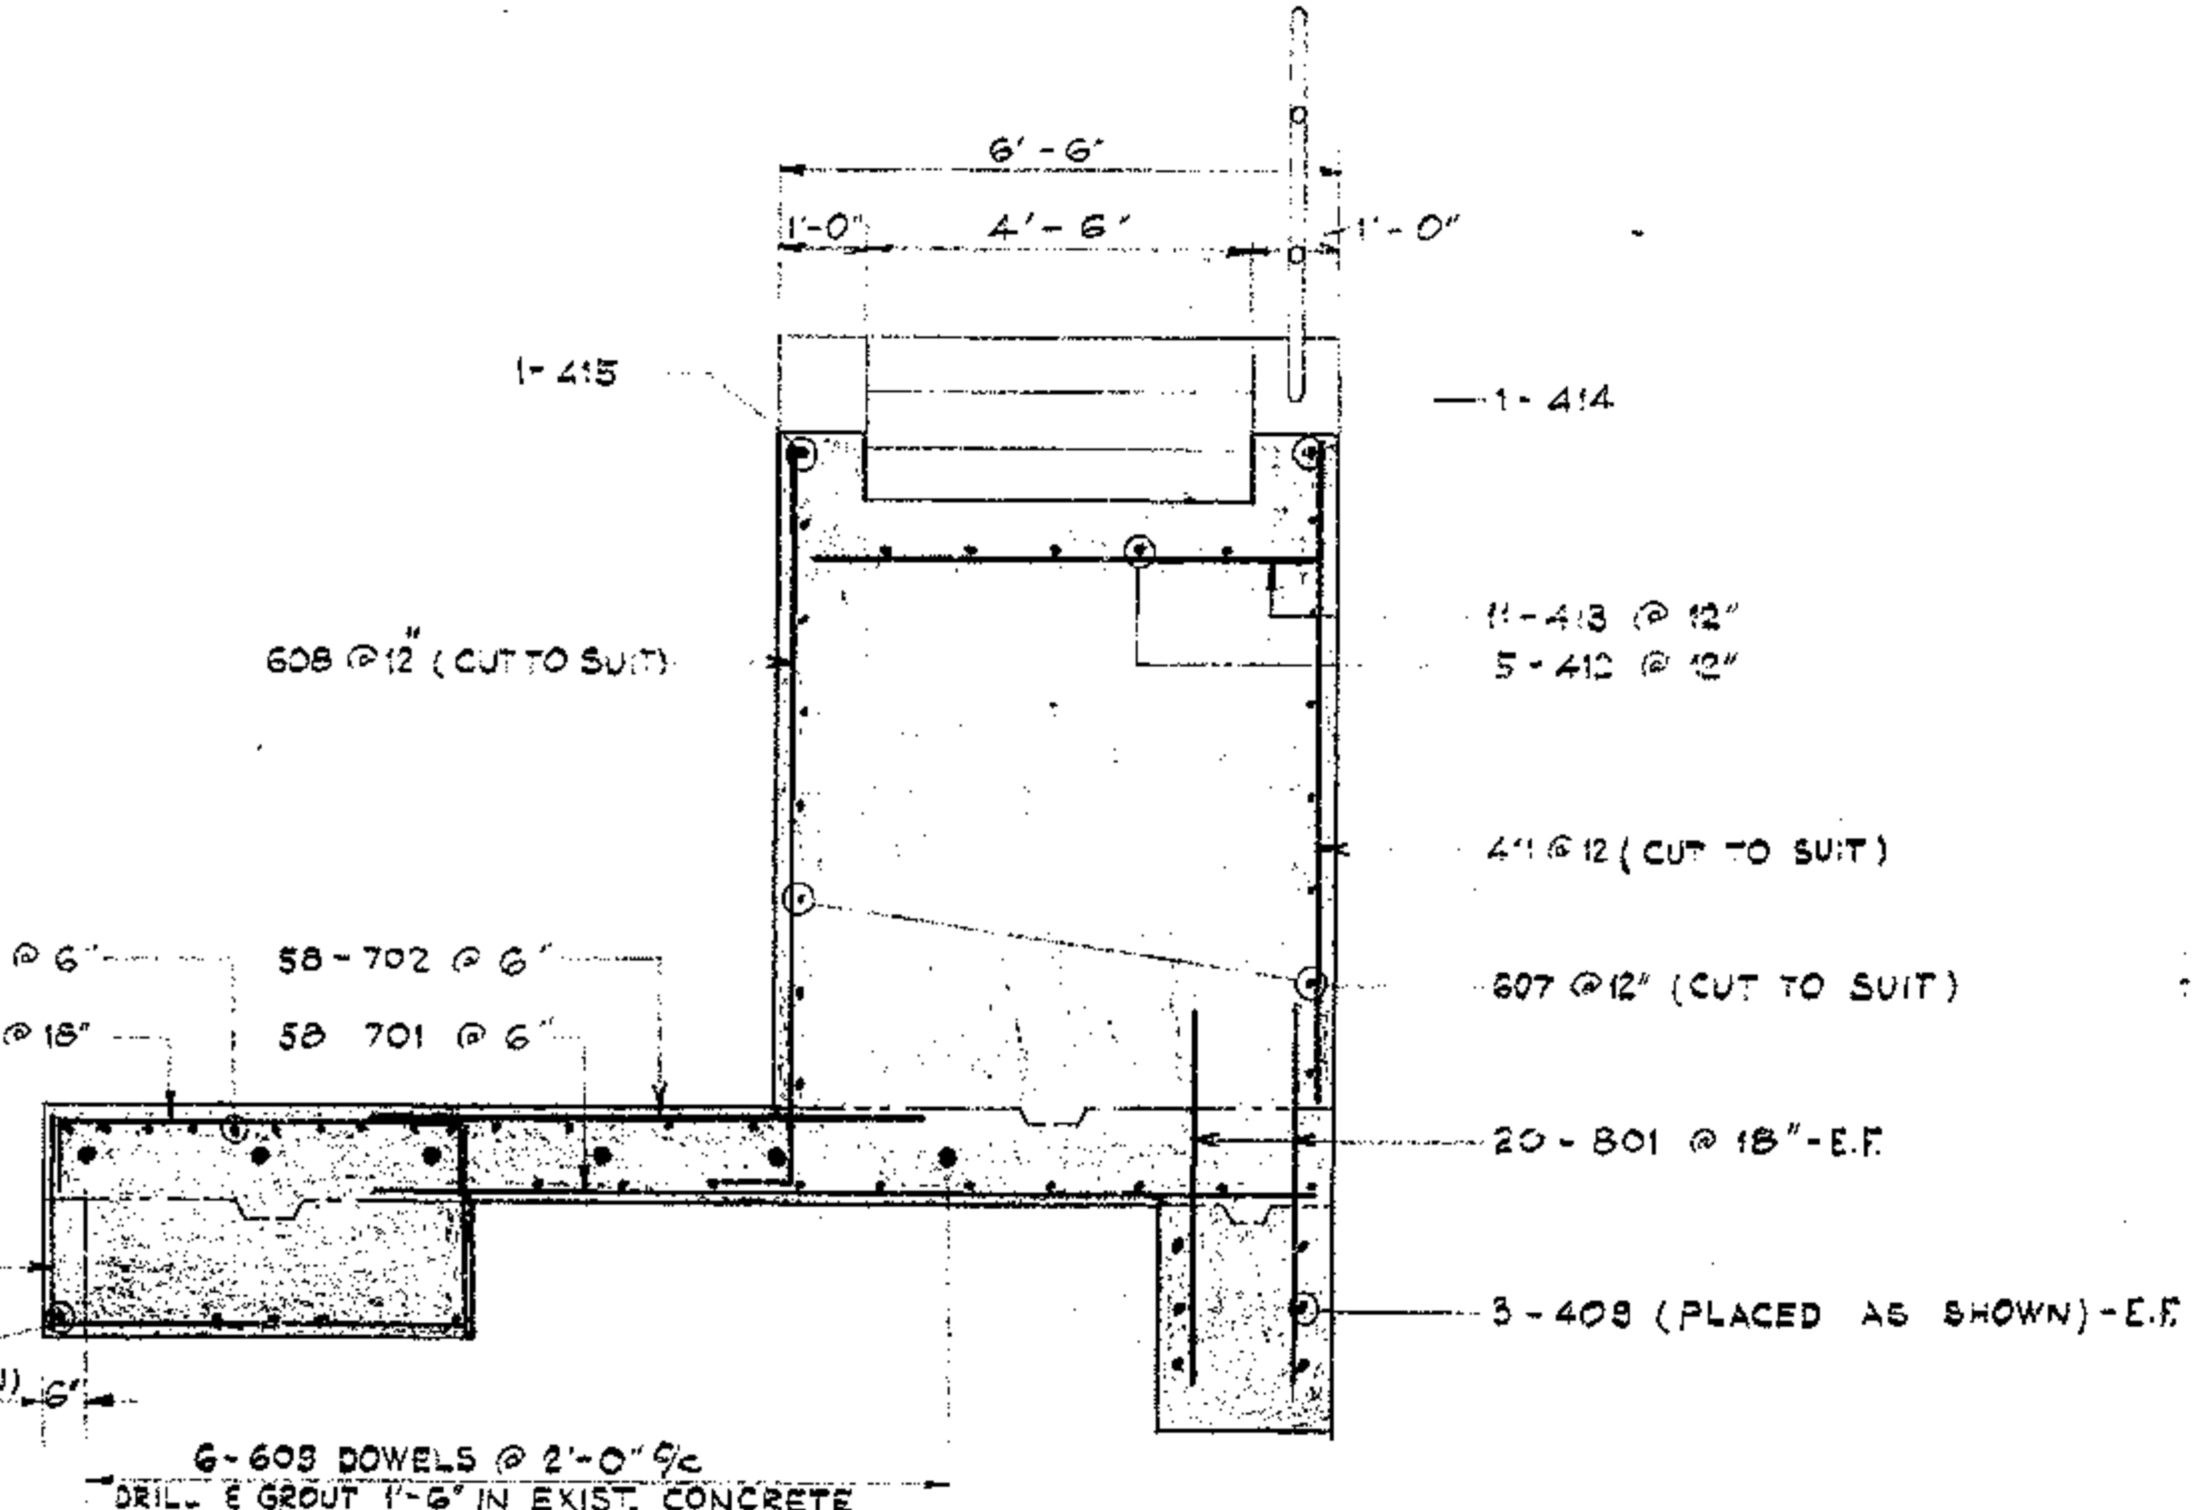 6'-6"
1'-0"
4'-6"
1'-0"
1-415
1-414
608 @ 12" (CUT TO SUIT)
11-413 @ 12"
5-412 @ 12"
411 @ 12 (CUT TO SUIT)
@ 6"
58-702 @ 6"
607 @ 12" (CUT TO SUIT)
@ 18"
58 701 @ 6"
20-801 @ 18"-E.F.
3-409 (PLACED AS SHOWN)-E.F.
6"
6-609 DOWELS @ 2'-0" c/c
DRILL & GROUT 1'-6" IN EXIST. CONCRETE